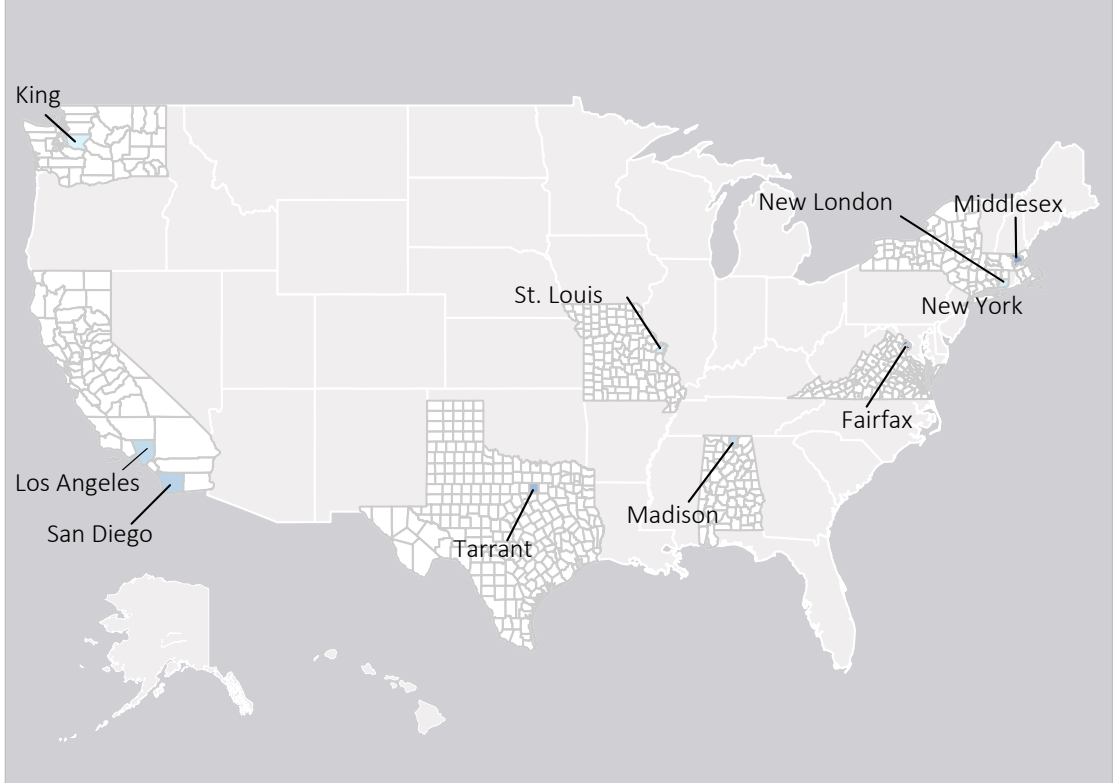 King
New London
Middlesex
St. Louis
New York
Fairfax
Los Angeles
Madison
San Diego
Tarrant